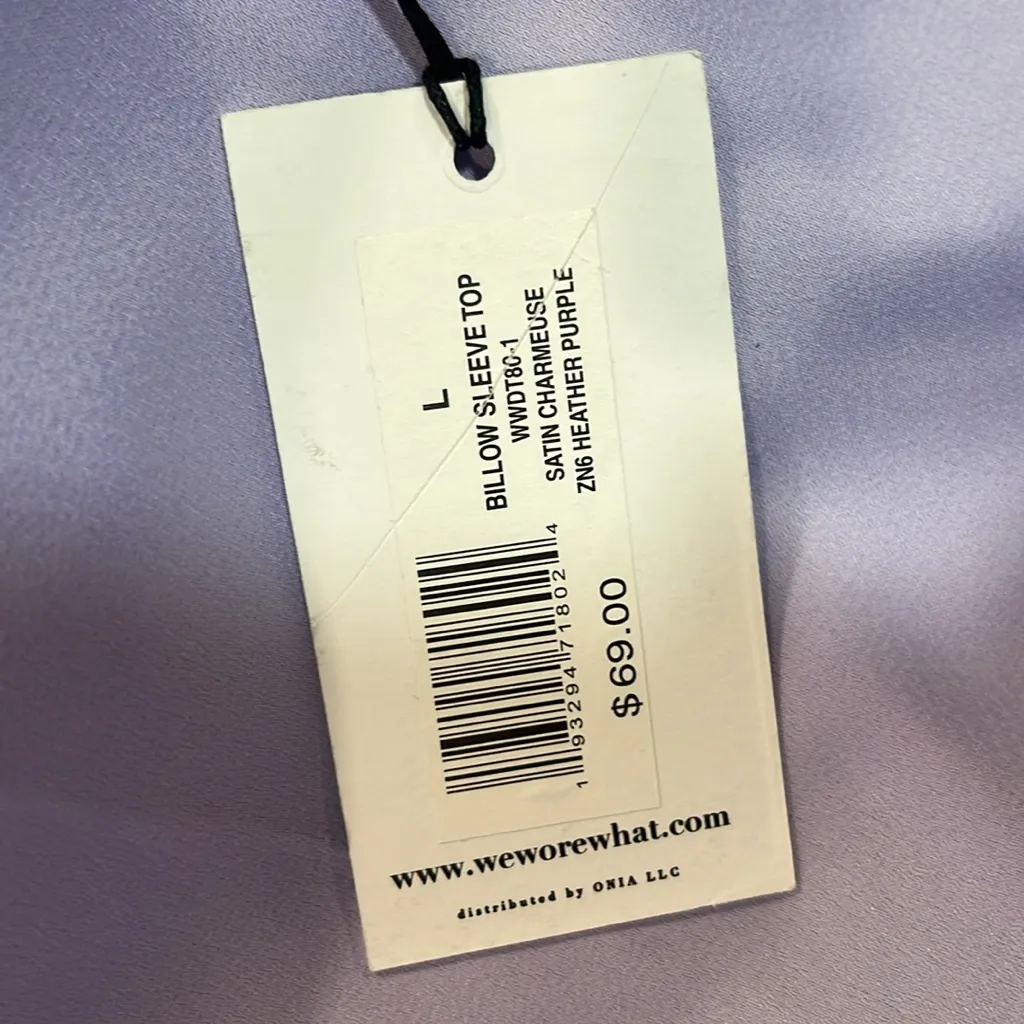 L
BILLOW SLEEVE TOP
WWDT80-1
SATIN CHARMEUSE
ZN6 HEATHER PURPLE
1 93294 71802 4
$69.00
www.weworewhat.com
distributed by ONIA LLC